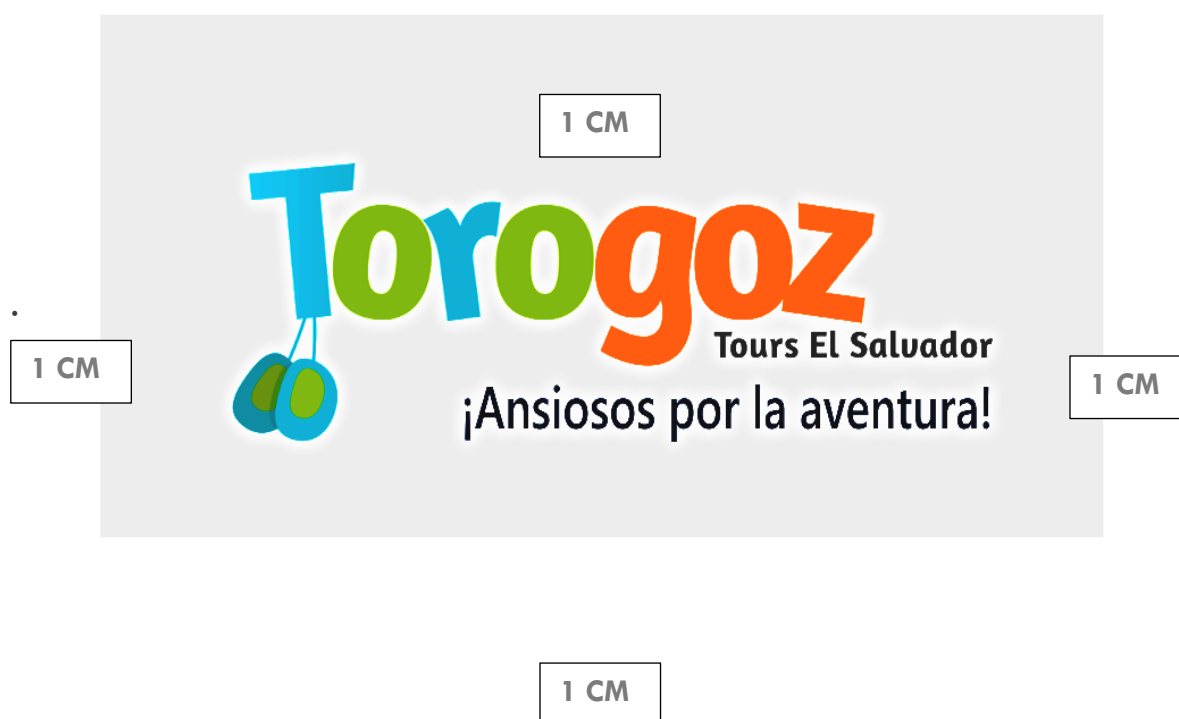 1 CM
Torogoz
.
Tours El Salvador
1 CM
1 CM
¡Ansiosos por la aventura!
1 CM